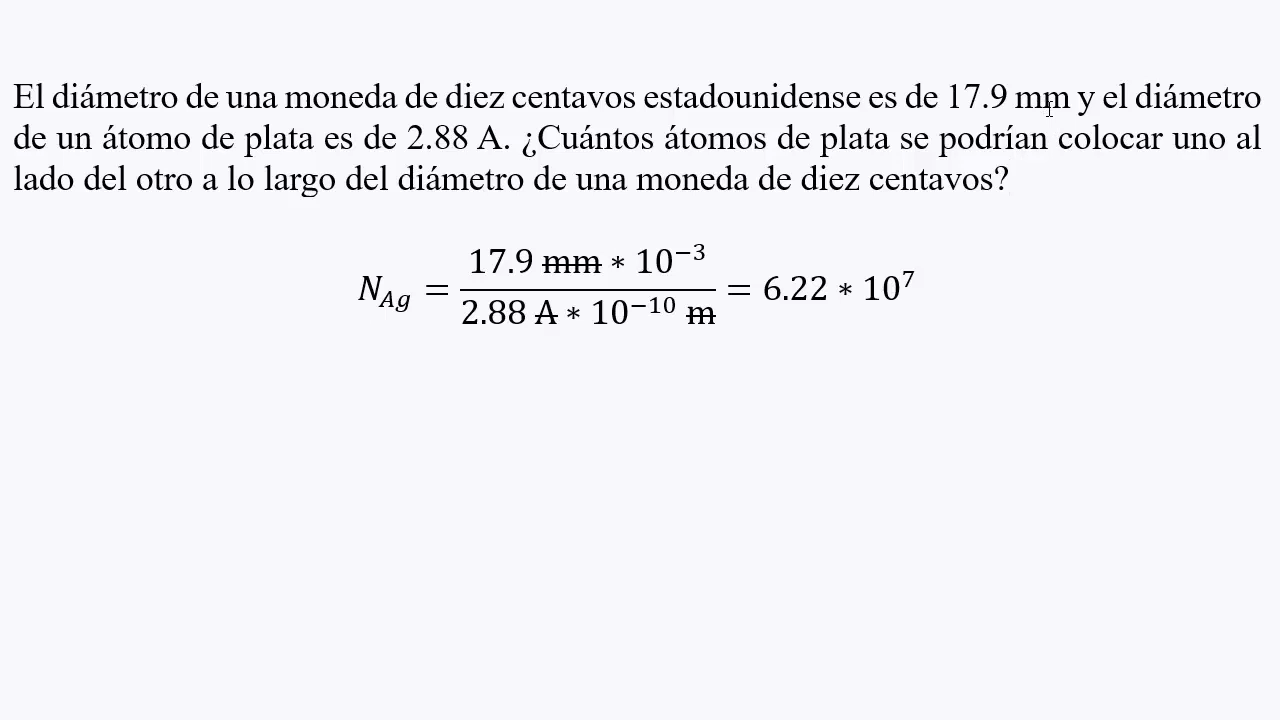 El diámetro de una moneda de diez centavos estadounidense es de 17.9 mm y el diámetro
de un átomo de plata es de 2.88 A. ¿Cuántos átomos de plata se podrían colocar uno al
lado del otro a lo largo del diámetro de una moneda de diez centavos?
N_{Ag} = \frac{17.9 mm * 10^{-3}}{2.88 A * 10^{-10} m} = 6.22 * 10^7